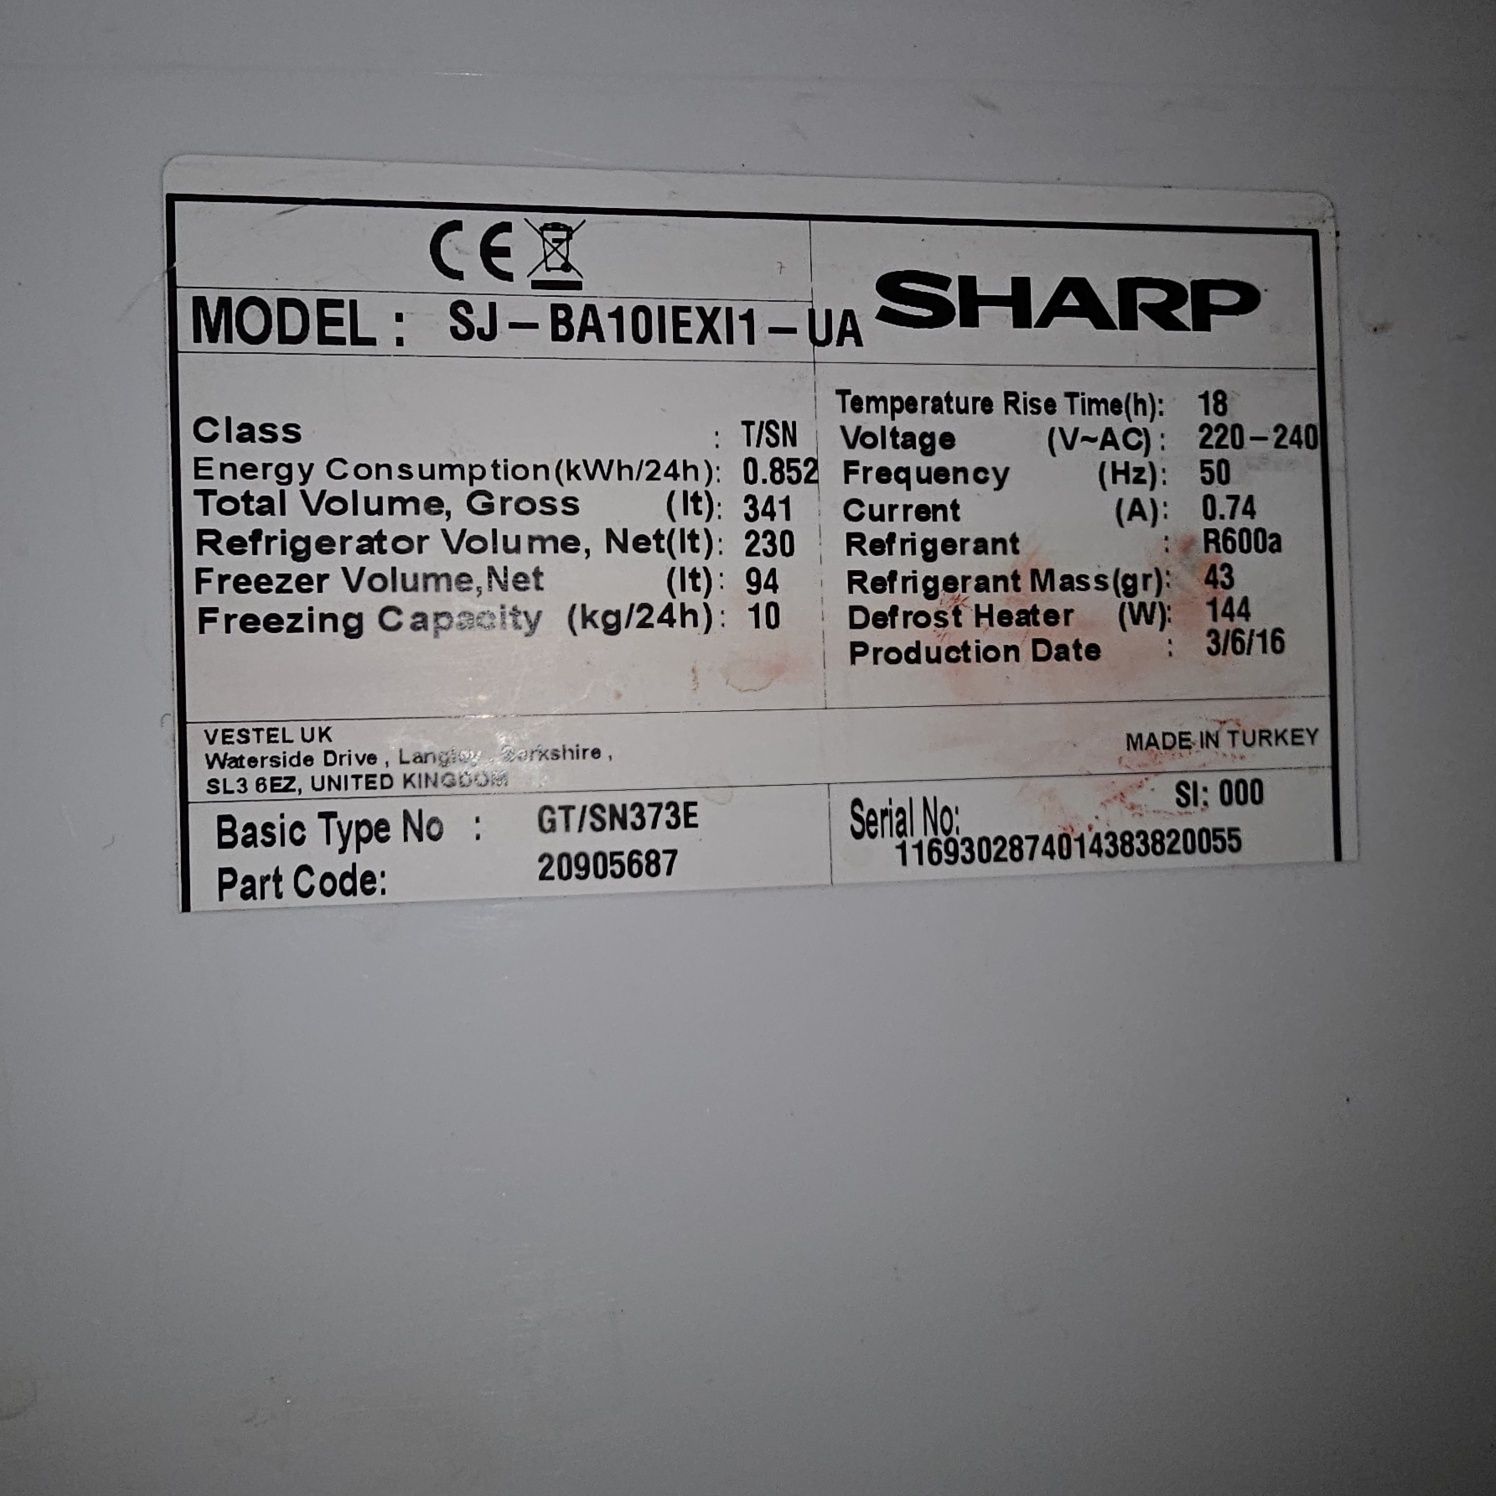 CE
SHARP
MODEL : SJ-BA10IEXI1-UA
Class : T/SN
Energy Consumption(kWh/24h): 0.852
Total Volume, Gross (lt): 341
Refrigerator Volume, Net(lt): 230
Freezer Volume,Net (lt): 94
Freezing Capacity (kg/24h): 10
Temperature Rise Time(h): 18
Voltage (V~AC): 220-240
Frequency (Hz): 50
Current (A): 0.74
Refrigerant : R600a
Refrigerant Mass(gr): 43
Defrost Heater (W): 144
Production Date : 3/6/16
VESTEL UK
Waterside Drive, Langley, Berkshire,
SL3 6EZ, UNITED KINGDOM
MADE IN TURKEY
Basic Type No : GT/SN373E
Part Code: 20905687
SI: 000
Serial No:
1169302874014383820055